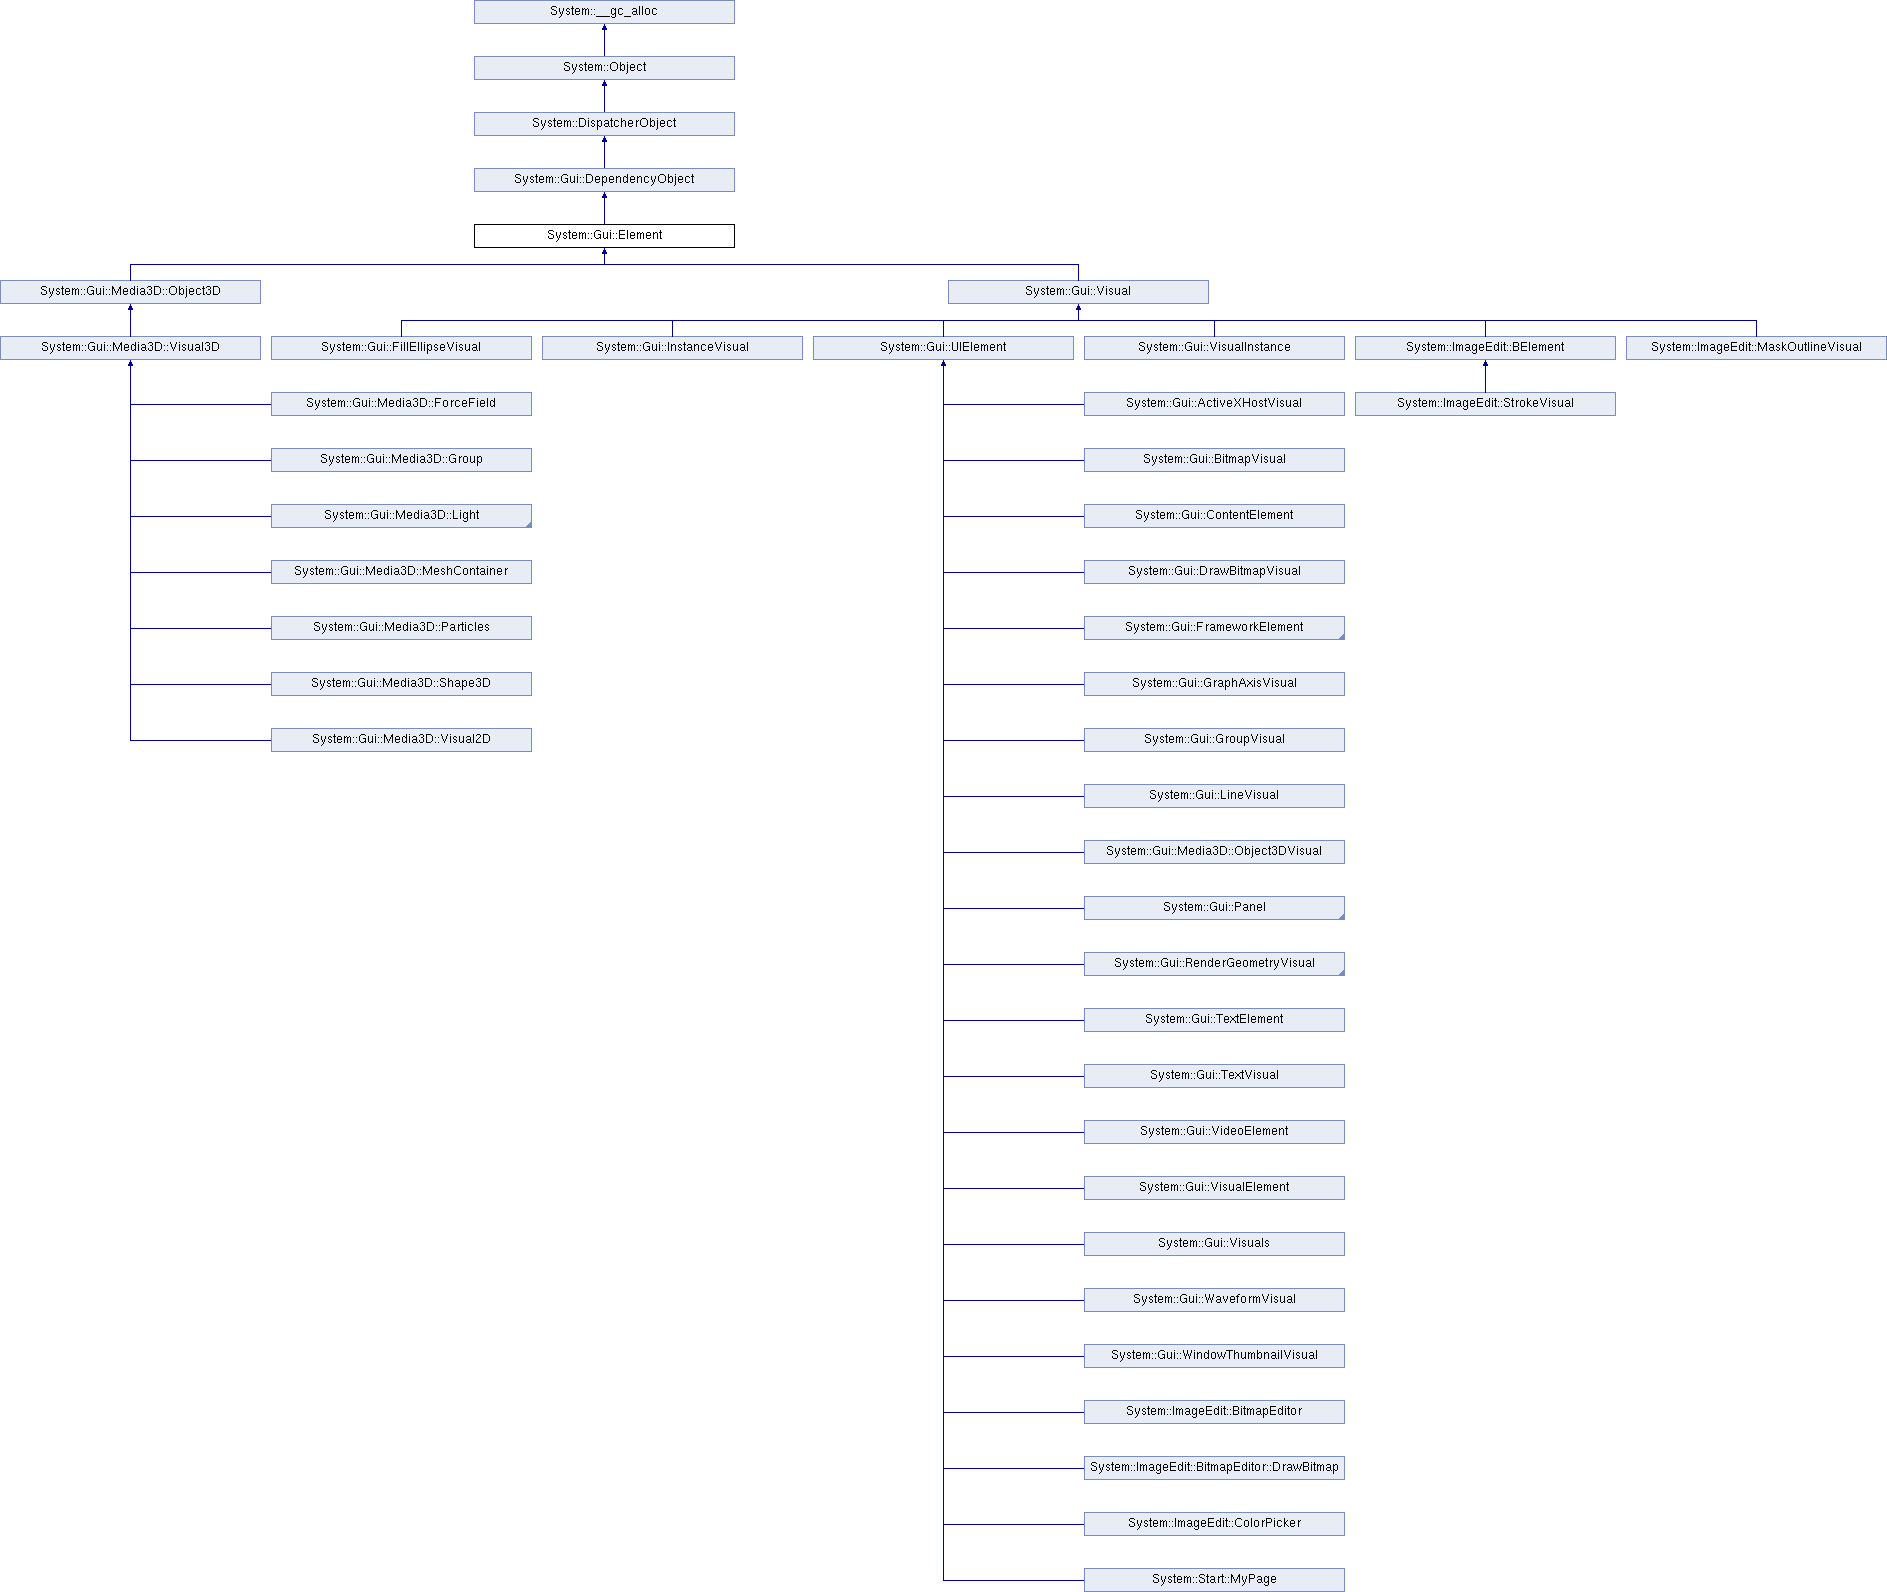 System::__gc_alloc
System::Object
System::DispatcherObject
System::Gui::DependencyObject
System::Gui::Element
System::Gui::Media3D::Object3D
System::Gui::Visual
System::Gui::Media3D::Visual3D
System::Gui::FillEllipseVisual
System::Gui::InstanceVisual
System::Gui::UIElement
System::Gui::VisualInstance
System::ImageEdit::BElement
System::ImageEdit::MaskOutlineVisual
System::Gui::Media3D::ForceField
System::Gui::ActiveXHostVisual
System::ImageEdit::StrokeVisual
System::Gui::Media3D::Group
System::Gui::BitmapVisual
System::Gui::Media3D::Light
System::Gui::ContentElement
System::Gui::Media3D::MeshContainer
System::Gui::DrawBitmapVisual
System::Gui::Media3D::Particles
System::Gui::FrameworkElement
System::Gui::Media3D::Shape3D
System::Gui::GraphAxisVisual
System::Gui::Media3D::Visual2D
System::Gui::GroupVisual
System::Gui::LineVisual
System::Gui::Media3D::Object3DVisual
System::Gui::Panel
System::Gui::RenderGeometryVisual
System::Gui::TextElement
System::Gui::TextVisual
System::Gui::VideoElement
System::Gui::VisualElement
System::Gui::Visuals
System::Gui::WaveformVisual
System::Gui::WindowThumbnailVisual
System::ImageEdit::BitmapEditor
System::ImageEdit::BitmapEditor::DrawBitmap
System::ImageEdit::ColorPicker
System::Start::MyPage